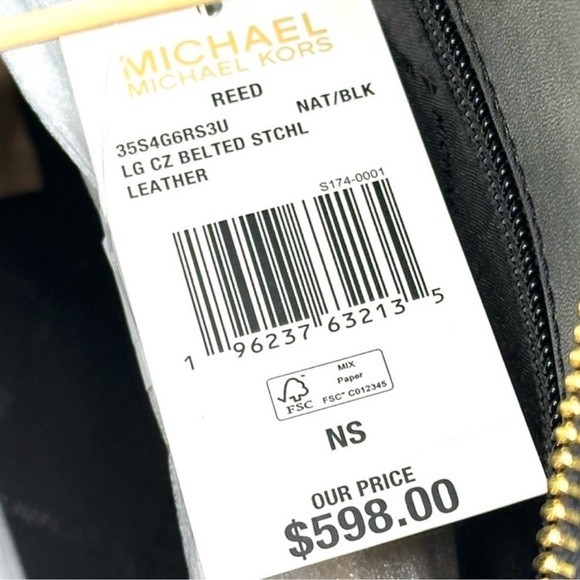 MICHAEL
MICHAEL KORS
REED
35S4G6RS3U NAT/BLK
LG CZ BELTED STCHL
LEATHER
S174-0001
1 96237 63213 5
MIX
Paper
FSC FSC™ C012345
NS
OUR PRICE
$598.00